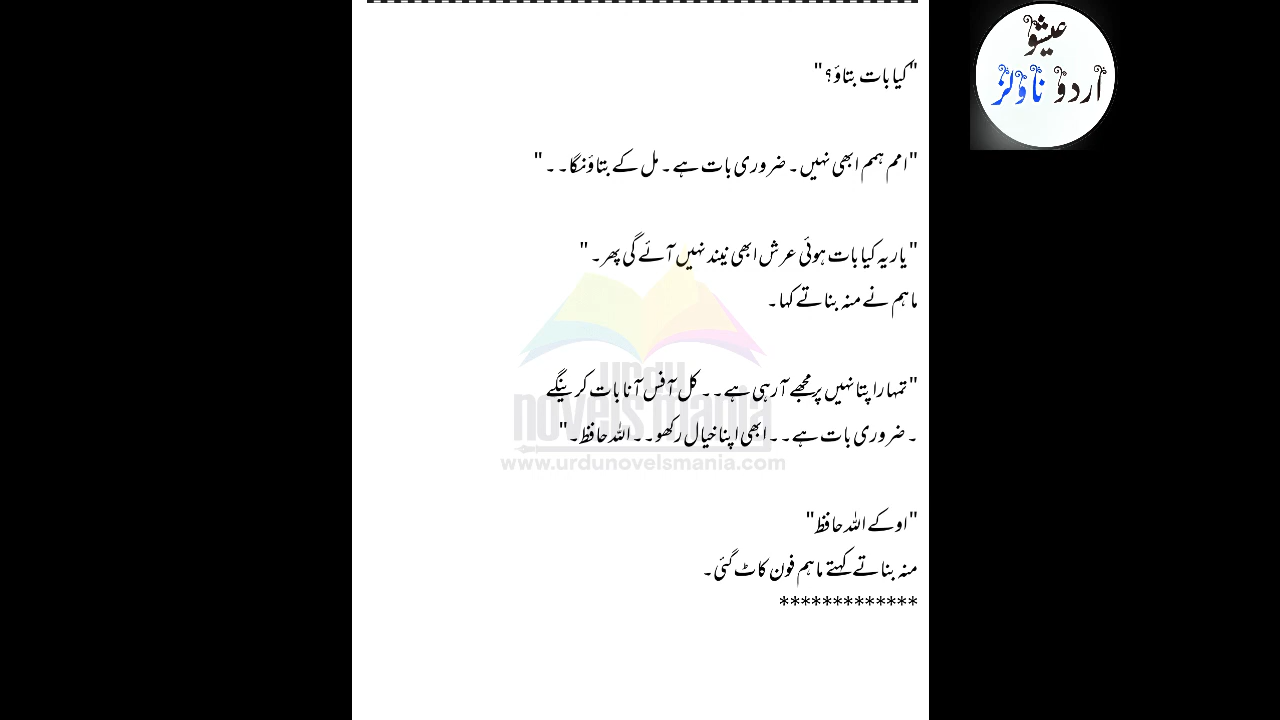 عیشو
اردو ناولز
"کیا بات بتاؤ؟"
"امم ہمم ابھی نہیں۔ ضروری بات ہے۔ مل کے بتاؤنگا۔۔"
"یار یہ کیا بات ہوئی عرش ابھی نیند نہیں آئے گی پھر۔"
ماہم نے منہ بناتے کہا۔
"تمہارا پتا نہیں پر مجھے آرہی ہے۔۔ کل آفس آنا بات کرینگے
۔ ضروری بات ہے۔۔ ابھی اپنا خیال رکھو۔۔ اللہ حافظ۔"
urdu
novels mania
www.urdunovelsmania.com
"اوکے اللہ حافظ"
منہ بناتے کہتے ماہم فون کاٹ گئی۔
*************